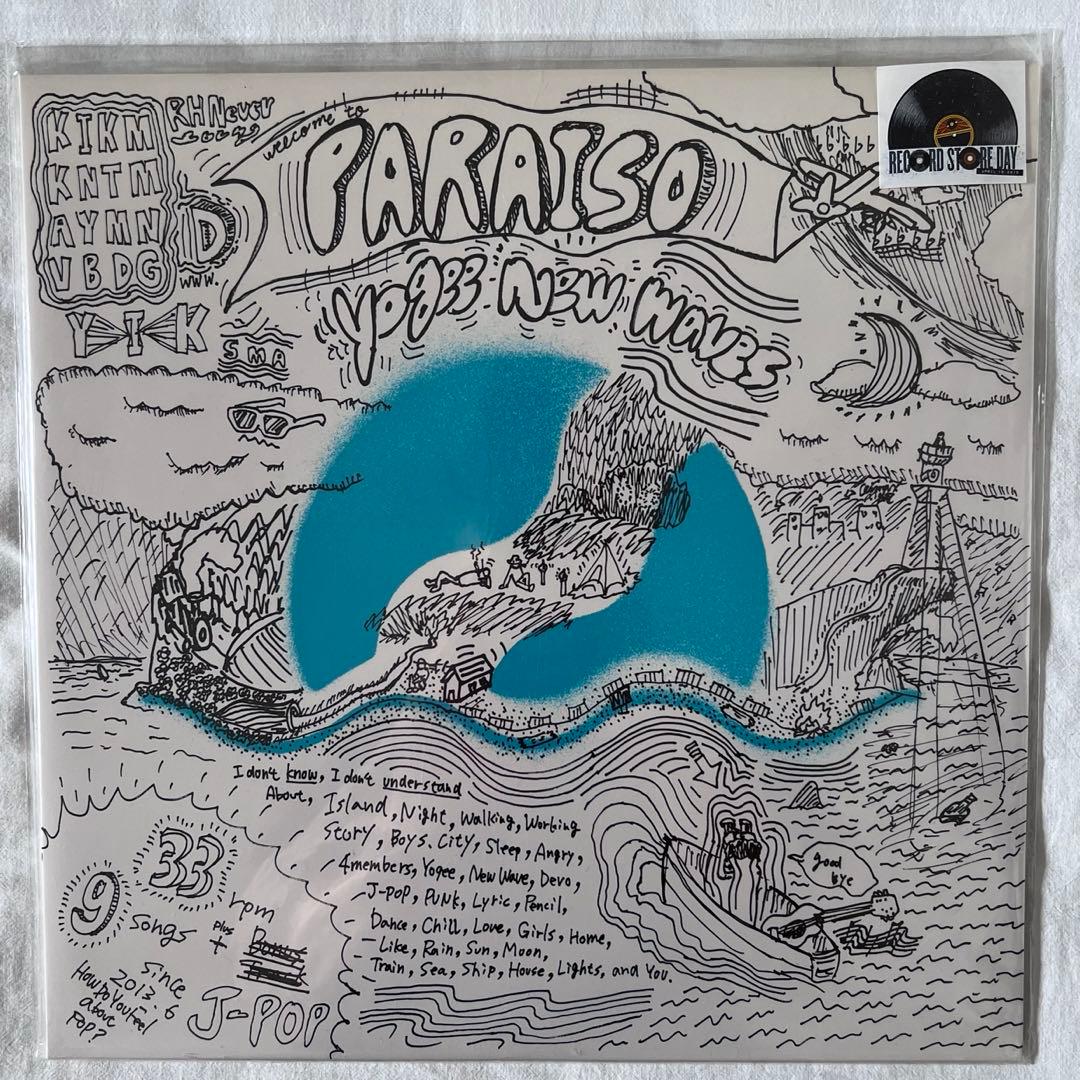 KIKM
KNTM
AYMN
VBDG
YIK
SMA
D
WWW.
welcome to
PARAISO
Yogee New Waves
RECORD STORE DAY
I don't know, I don't understand
About, Island, Night, Walking, Working
Story, Boys, City, Sleep, Angry,
4members, Yogee, New Wave, Devo,
J-POP, PUNK, Lyric, Pencil,
Dance, Chill, Love, Girls, Home,
Like, Rain, Sun, Moon,
Train, Sea, Ship, House, Lights, and You.
good bye
33 rpm
9 songs
plus
+
Since
2013. 6
How Do You Feel
about
POP?
J-POP